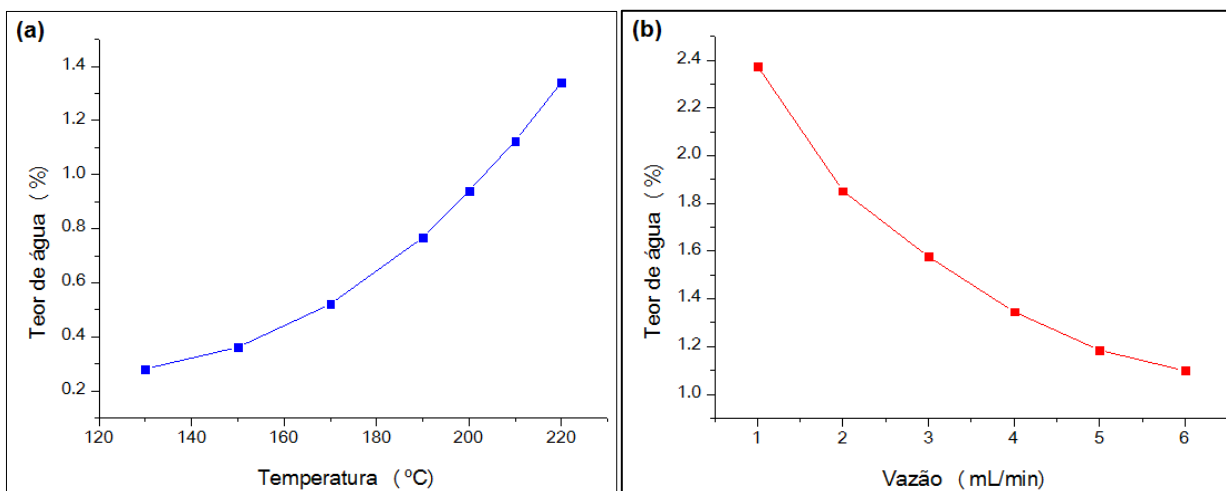 (a)
Teor de água ( %)
1.4
1.2
1.0
0.8
0.6
0.4
0.2
120 140 160 180 200 220
Temperatura ( ºC)
(b)
Teor de água ( %)
2.4
2.2
2.0
1.8
1.6
1.4
1.2
1.0
1 2 3 4 5 6
Vazão ( mL/min)